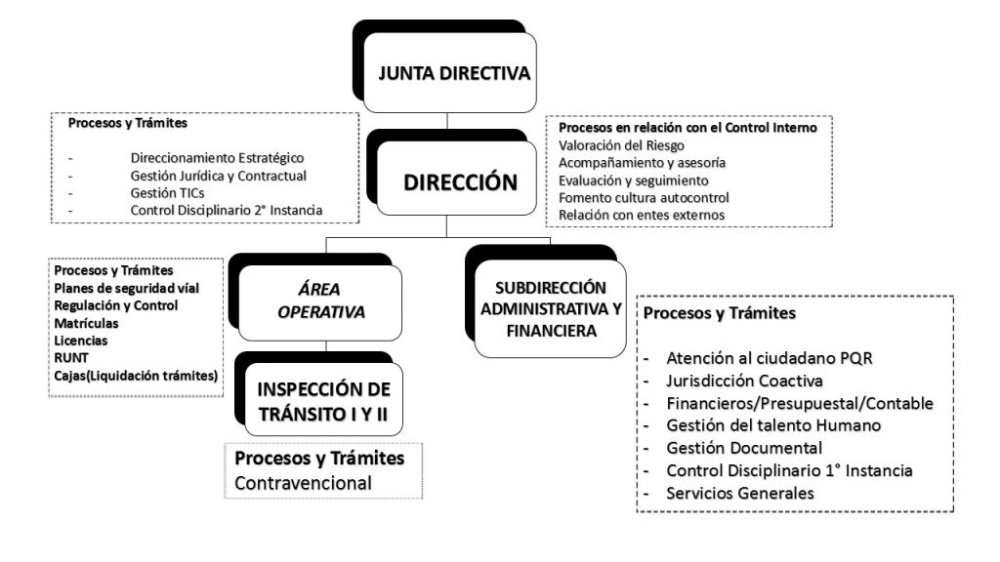 JUNTA DIRECTIVA
Procesos y Trámites
- Direccionamiento Estratégico
- Gestión Jurídica y Contractual
- Gestión TICs
- Control Disciplinario 2° Instancia
DIRECCIÓN
Procesos en relación con el Control Interno
Valoración del Riesgo
Acompañamiento y asesoría
Evaluación y seguimiento
Fomento cultura autocontrol
Relación con entes externos
Procesos y Trámites
Planes de seguridad víal
Regulación y Control
Matrículas
Licencias
RUNT
Cajas(Liquidación trámites)
ÁREA
OPERATIVA
SUBDIRECCIÓN
ADMINISTRATIVA Y
FINANCIERA
Procesos y Trámites
- Atención al ciudadano PQR
- Jurisdicción Coactiva
- Financieros/Presupuestal/Contable
- Gestión del talento Humano
- Gestión Documental
- Control Disciplinario 1° Instancia
- Servicios Generales
INSPECCIÓN DE
TRÁNSITO I Y II
Procesos y Trámites
Contravencional